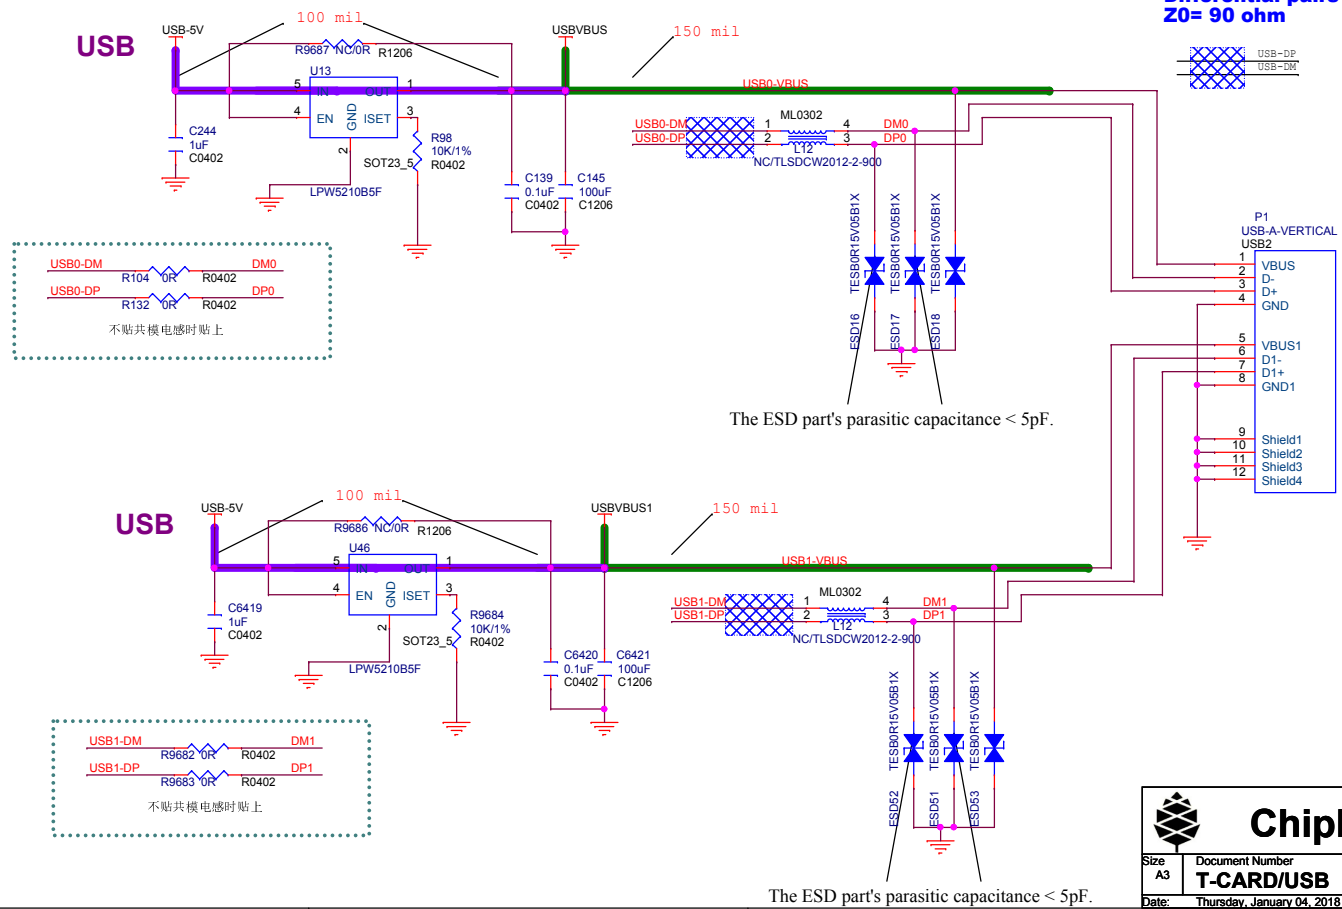 Z0= 90 ohm
USB-DP
USB-DM
USB
USB-5V
100 mil
R9687 NC/0R
R1206
USBVBUS
150 mil
U13
5
IN
OUT
1
USB0-VBUS
4
EN
GND
ISET
3
2
C244
1uF
C0402
SOT23_5
R98
10K/1%
R0402
LPW5210B5F
C139
0.1uF
C0402
C145
100uF
C1206
ML0302
USB0-DM
1
4
DM0
USB0-DP
2
3
DP0
L12
NC/TLSDCW2012-2-900
TESB0R15V05B1X
TESB0R15V05B1X
TESB0R15V05B1X
ESD16
ESD17
ESD18
The ESD part's parasitic capacitance < 5pF.
USB0-DM
R104
0R
R0402
DM0
USB0-DP
R132
0R
R0402
DP0
不贴共模电感时贴上
P1
USB-A-VERTICAL
USB2
1
VBUS
2
D-
3
D+
4
GND
5
VBUS1
6
D1-
7
D1+
8
GND1
9
Shield1
10
Shield2
11
Shield3
12
Shield4
USB
USB-5V
100 mil
R9686 NC/0R
R1206
USBVBUS1
150 mil
U46
5
IN
OUT
1
USB1-VBUS
4
EN
GND
ISET
3
2
C6419
1uF
C0402
SOT23_5
R9684
10K/1%
R0402
LPW5210B5F
C6420
0.1uF
C0402
C6421
100uF
C1206
ML0302
USB1-DM
1
4
DM1
USB1-DP
2
3
DP1
L12
NC/TLSDCW2012-2-900
TESB0R15V05B1X
TESB0R15V05B1X
TESB0R15V05B1X
ESD52
ESD51
ESD53
The ESD part's parasitic capacitance < 5pF.
USB1-DM
R9682
0R
R0402
DM1
USB1-DP
R9683
0R
R0402
DP1
不贴共模电感时贴上
Size
A3
Document Number
T-CARD/USB
Date:
Thursday, January 04, 2018